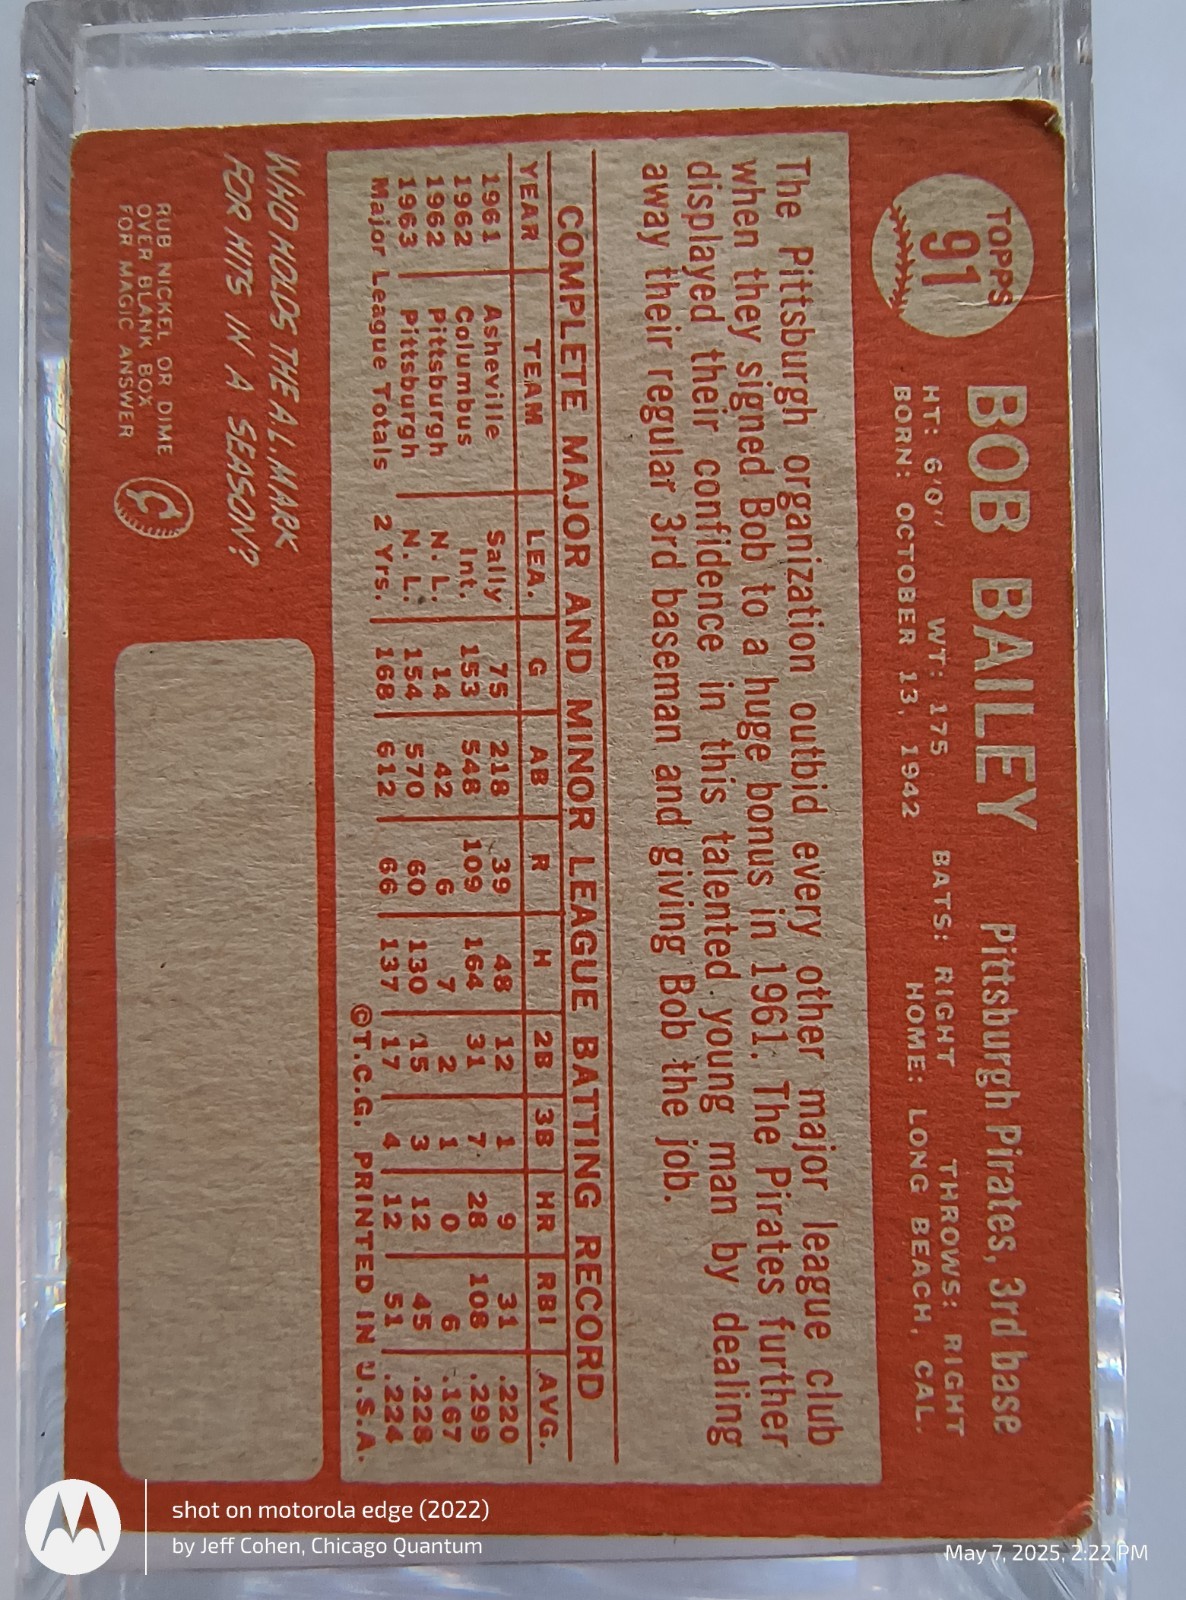 TOPPS
91
BOB BAILEY
Pittsburgh Pirates, 3rd base
HT: 6'0" WT: 175 BATS: RIGHT THROWS: RIGHT
BORN: OCTOBER 13, 1942 HOME: LONG BEACH, CAL.
The Pittsburgh organization outbid every other major league club
when they signed Bob to a huge bonus in 1961. The Pirates further
displayed their confidence in this talented young man by dealing
away their regular 3rd baseman and giving Bob the job.
COMPLETE MAJOR AND MINOR LEAGUE BATTING RECORD
YEAR TEAM LEA. G AB R H 2B 3B HR RBI AVG.
1961 Asheville Sally 75 218 39 48 12 1 9 31 .220
1962 Columbus Int. 153 548 109 164 31 7 28 108 .299
1962 Pittsburgh N. L. 14 42 6 7 2 1 0 6 .167
1963 Pittsburgh N. L. 154 570 60 130 15 3 12 45 .228
Major League Totals 2 Yrs. 168 612 66 137 17 4 12 51 .224
©T.C.G. PRINTED IN U.S.A.
WHO HOLDS THE A.L. MARK
FOR HITS IN A SEASON?
RUB NICKEL OR DIME
OVER BLANK BOX
FOR MAGIC ANSWER
shot on motorola edge (2022)
by Jeff Cohen, Chicago Quantum
May 7, 2025, 2:22 PM